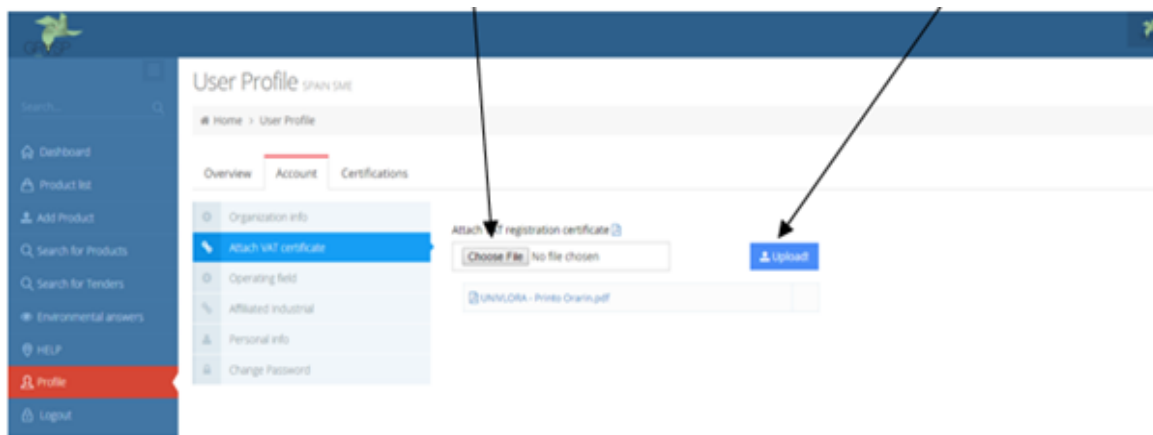 GRASP
User Profile SPAIN SME
Search...
Home > User Profile
Dashboard
Product list
Add Product
Search for Products
Search for Tenders
Environmental answers
HELP
Profile
Logout
Overview Account Certifications
Organization info
Attach VAT certificate
Operating field
Affiliated industrial
Personal info
Change Password
Attach VAT registration certificate
Choose File No file chosen
Upload!
UNIVLORA - Printo Orarin.pdf